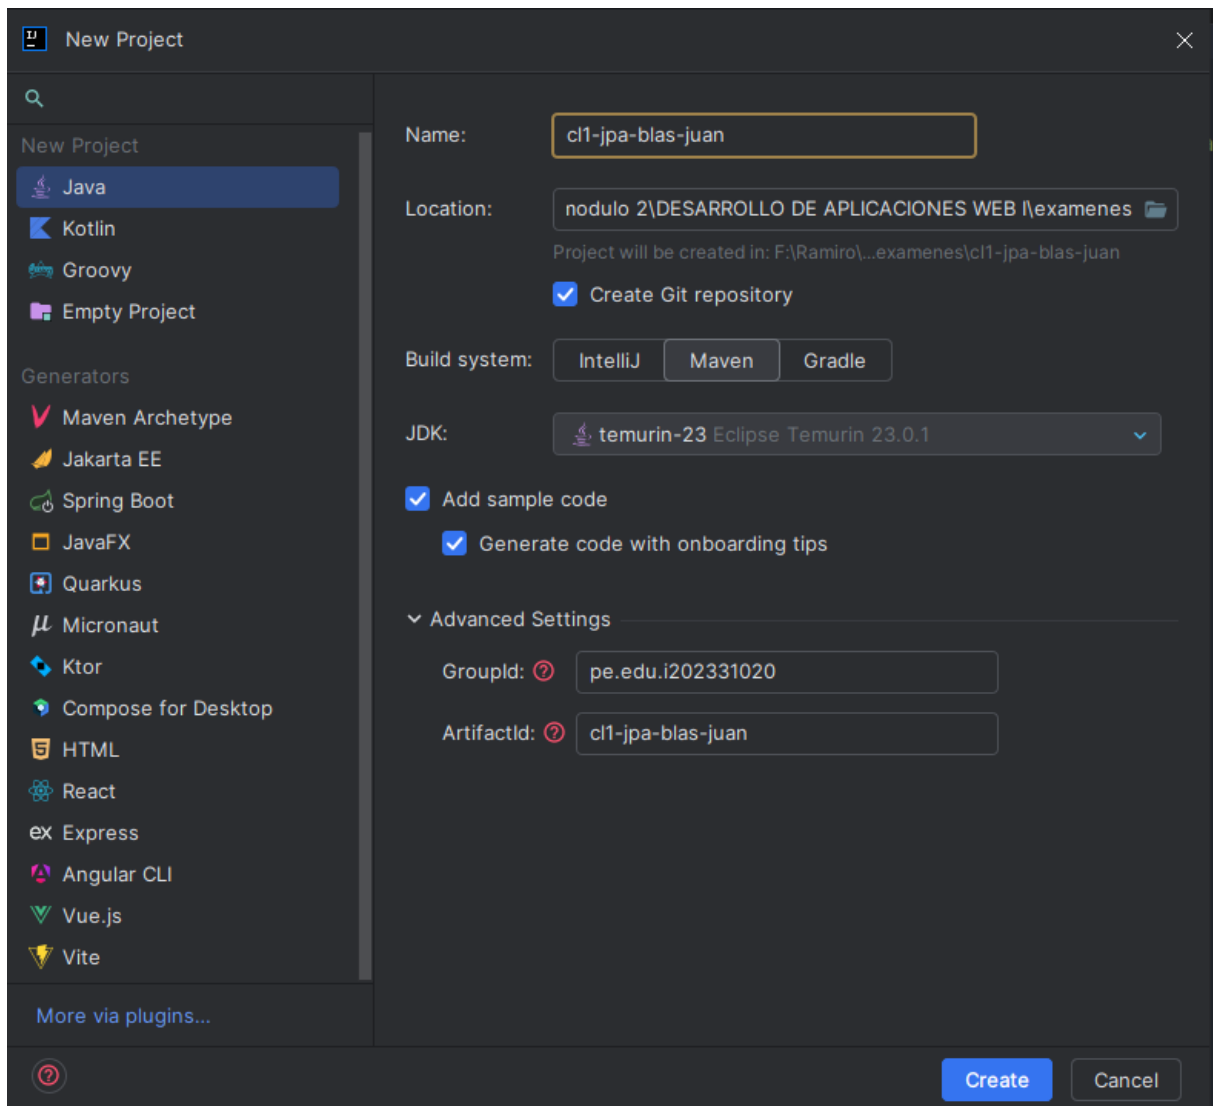 New Project
New Project
Java
Kotlin
Groovy
Empty Project
Generators
Maven Archetype
Jakarta EE
Spring Boot
JavaFX
Quarkus
Micronaut
Ktor
Compose for Desktop
HTML
React
Express
Angular CLI
Vue.js
Vite
More via plugins...
Name: cl1-jpa-blas-juan
Location: nodulo 2\DESARROLLO DE APLICACIONES WEB I\examenes
Project will be created in: F:\Ramiro\...examenes\cl1-jpa-blas-juan
Create Git repository
Build system: IntelliJ Maven Gradle
JDK: temurin-23 Eclipse Temurin 23.0.1
Add sample code
Generate code with onboarding tips
Advanced Settings
GroupId: pe.edu.i202331020
ArtifactId: cl1-jpa-blas-juan
Create Cancel